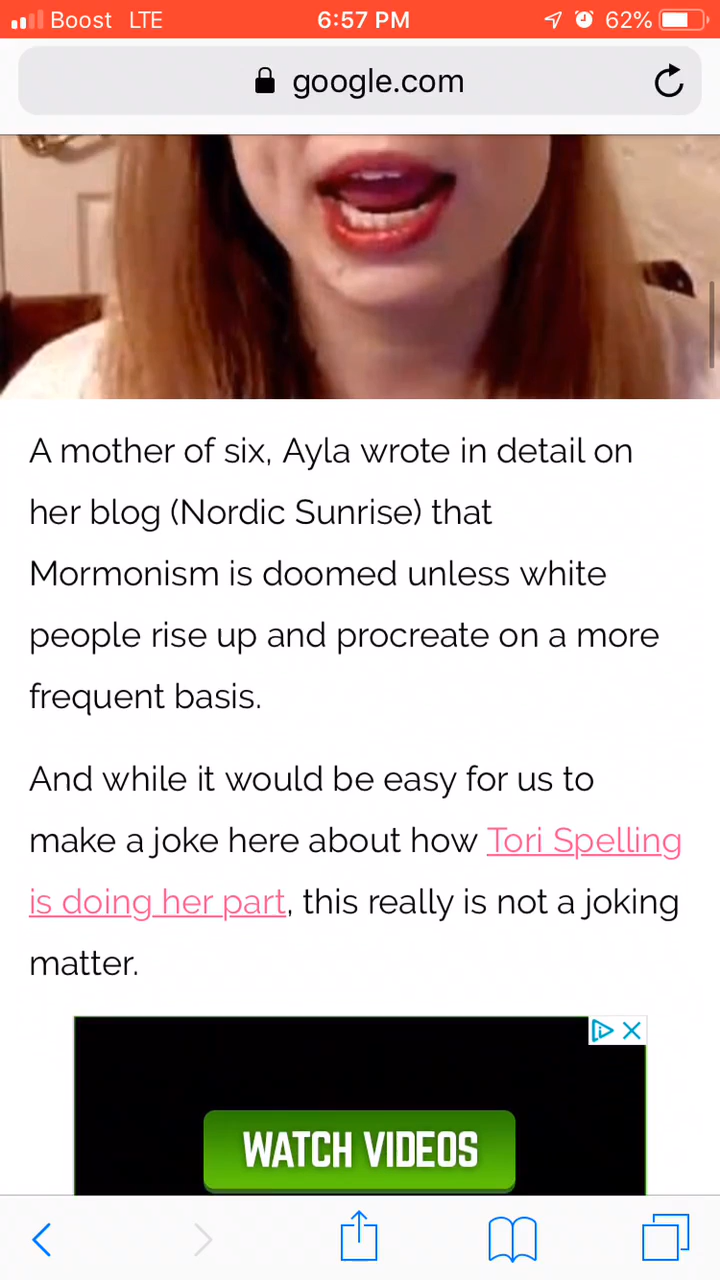 Boost LTE 6:57 PM 62%
google.com
A mother of six, Ayla wrote in detail on
her blog (Nordic Sunrise) that
Mormonism is doomed unless white
people rise up and procreate on a more
frequent basis.
And while it would be easy for us to
make a joke here about how Tori Spelling
is doing her part, this really is not a joking
matter.
WATCH VIDEOS